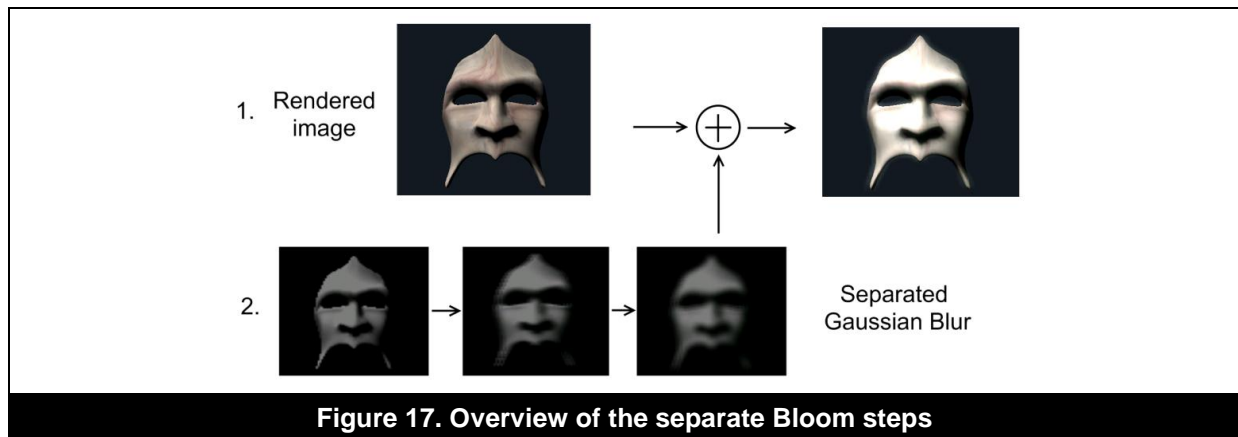 1. Rendered
image
2. Separated
Gaussian Blur
Figure 17. Overview of the separate Bloom steps